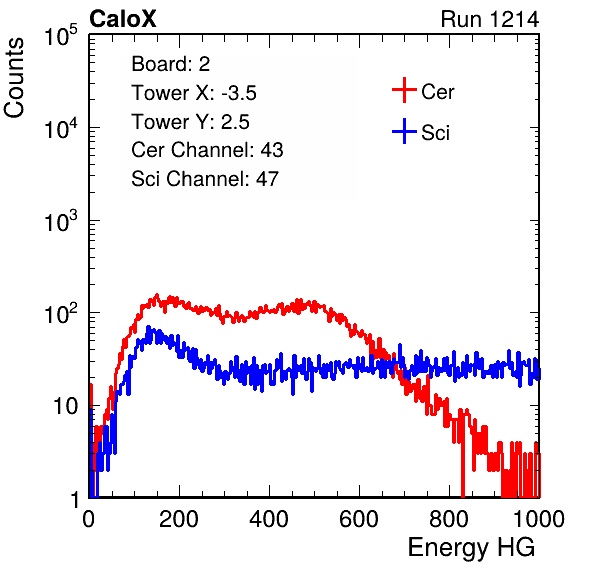 CaloX Run 1214
Counts
Board: 2
Tower X: -3.5
Tower Y: 2.5
Cer Channel: 43
Sci Channel: 47
Cer
Sci
10^5
10^4
10^3
10^2
10
1
0 200 400 600 800 1000
Energy HG